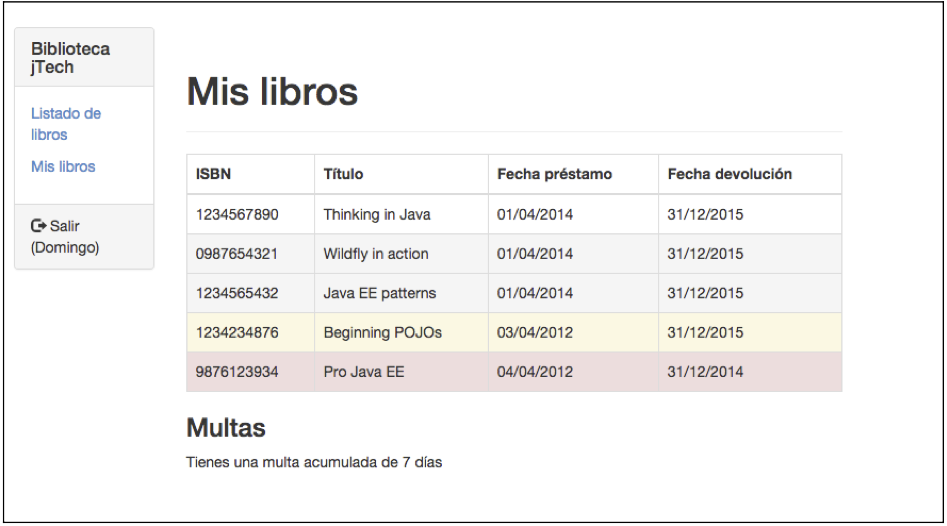 Biblioteca
jTech
Listado de
libros
Mis libros
Salir
(Domingo)
Mis libros
ISBN Título Fecha préstamo Fecha devolución
1234567890 Thinking in Java 01/04/2014 31/12/2015
0987654321 Wildfly in action 01/04/2014 31/12/2015
1234565432 Java EE patterns 01/04/2014 31/12/2015
1234234876 Beginning POJOs 03/04/2012 31/12/2015
9876123934 Pro Java EE 04/04/2012 31/12/2014
Multas
Tienes una multa acumulada de 7 días